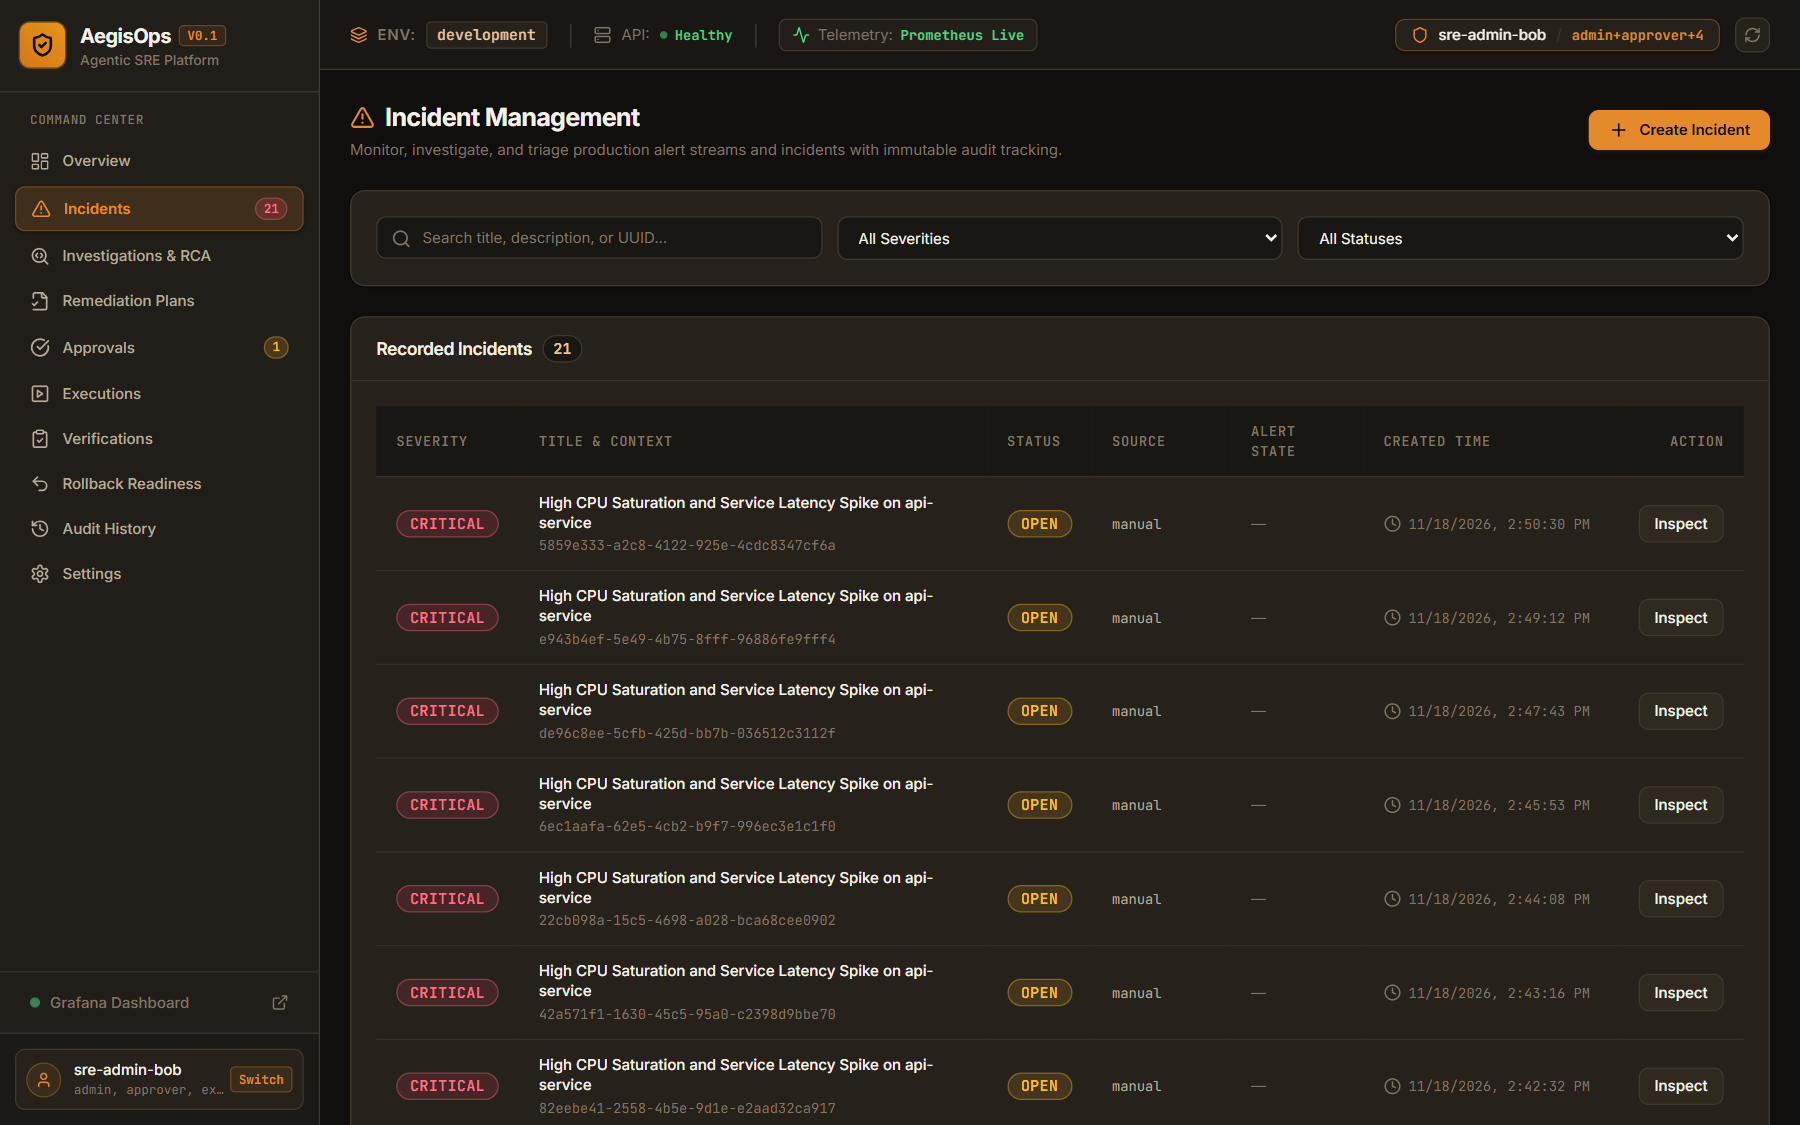 AegisOps V0.1
Agentic SRE Platform
COMMAND CENTER
Overview
Incidents 21
Investigations & RCA
Remediation Plans
Approvals 1
Executions
Verifications
Rollback Readiness
Audit History
Settings
Grafana Dashboard
sre-admin-bob
admin, approver, ex…
Switch
ENV: development API: Healthy Telemetry: Prometheus Live sre-admin-bob / admin+approver+4
Incident Management
Monitor, investigate, and triage production alert streams and incidents with immutable audit tracking.
Create Incident
Search title, description, or UUID... All Severities All Statuses
Recorded Incidents 21
SEVERITY TITLE & CONTEXT STATUS SOURCE ALERT STATE CREATED TIME ACTION
CRITICAL High CPU Saturation and Service Latency Spike on api-
service
5859e333-a2c8-4122-925e-4cdc8347cf6a
OPEN manual — 11/18/2026, 2:50:30 PM Inspect
CRITICAL High CPU Saturation and Service Latency Spike on api-
service
e943b4ef-5e49-4b75-8fff-96886fe9fff4
OPEN manual — 11/18/2026, 2:49:12 PM Inspect
CRITICAL High CPU Saturation and Service Latency Spike on api-
service
de96c8ee-5cfb-425d-bb7b-036512c3112f
OPEN manual — 11/18/2026, 2:47:43 PM Inspect
CRITICAL High CPU Saturation and Service Latency Spike on api-
service
6ec1aafa-62e5-4cb2-b9f7-996ec3e1c1f0
OPEN manual — 11/18/2026, 2:45:53 PM Inspect
CRITICAL High CPU Saturation and Service Latency Spike on api-
service
22cb098a-15c5-4698-a028-bca68cee0902
OPEN manual — 11/18/2026, 2:44:08 PM Inspect
CRITICAL High CPU Saturation and Service Latency Spike on api-
service
42a571f1-1630-45c5-95a0-c2398d9bbe70
OPEN manual — 11/18/2026, 2:43:16 PM Inspect
CRITICAL High CPU Saturation and Service Latency Spike on api-
service
82eebe41-2558-4b5e-9d1e-e2aad32ca917
OPEN manual — 11/18/2026, 2:42:32 PM Inspect